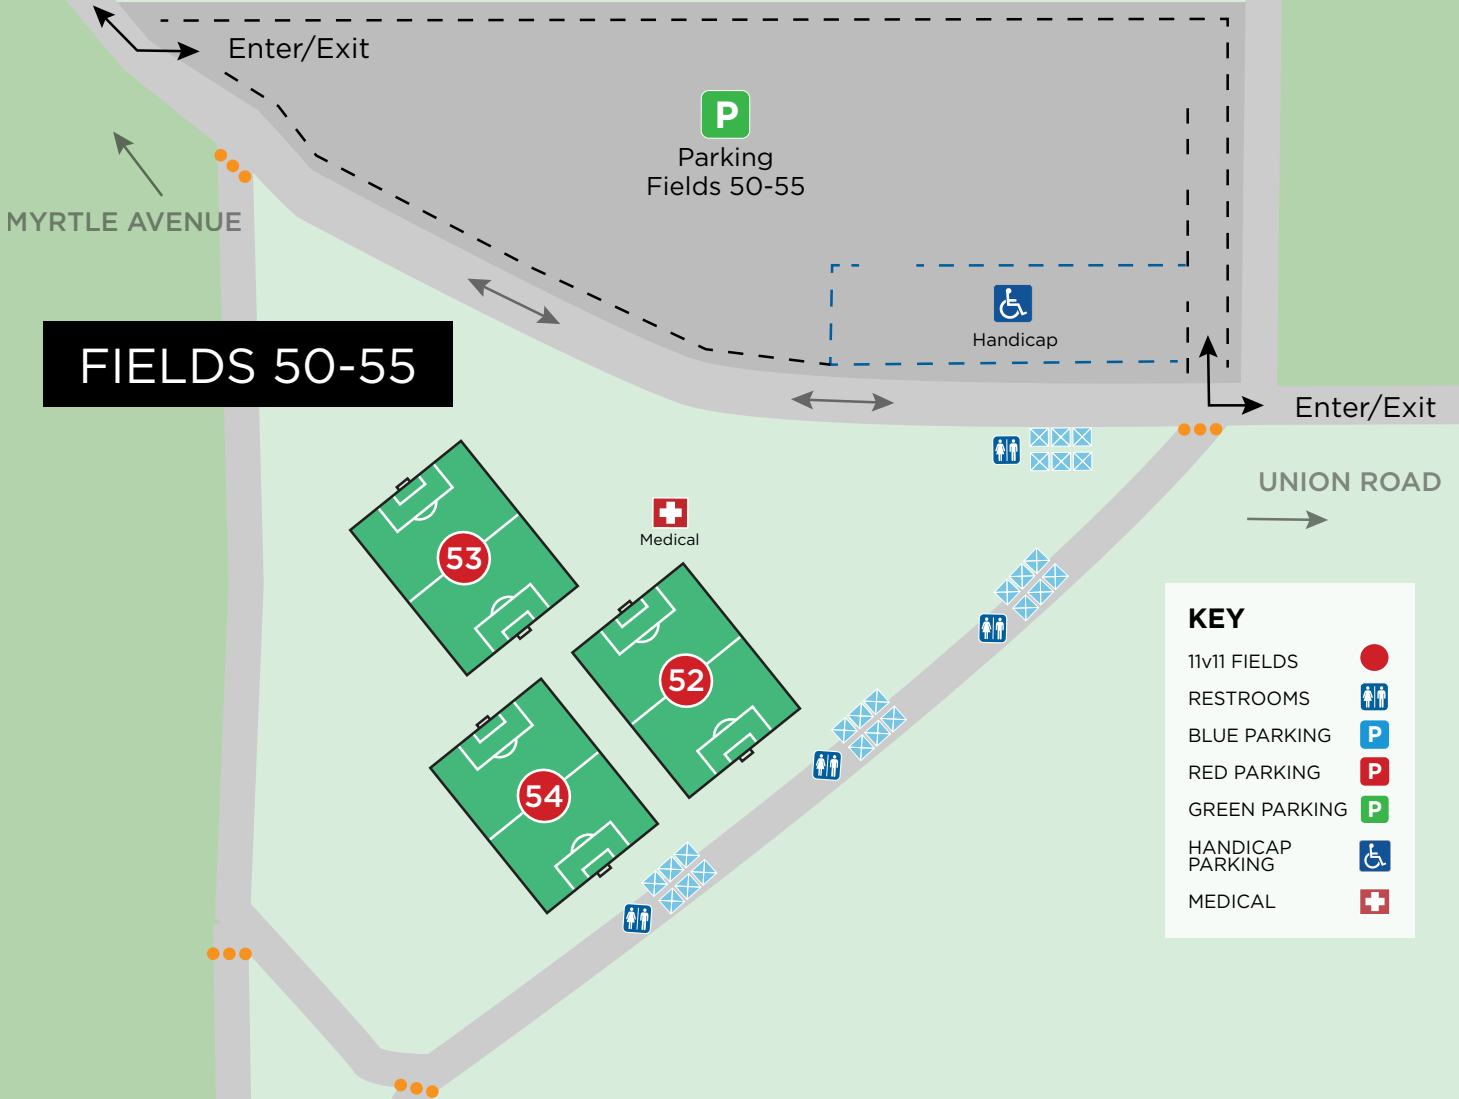 Enter/Exit
P
Parking
Fields 50-55
MYRTLE AVENUE
Handicap
FIELDS 50-55
Enter/Exit
UNION ROAD
53
Medical
52
54
KEY
11v11 FIELDS
RESTROOMS
BLUE PARKING P
RED PARKING P
GREEN PARKING P
HANDICAP
PARKING
MEDICAL